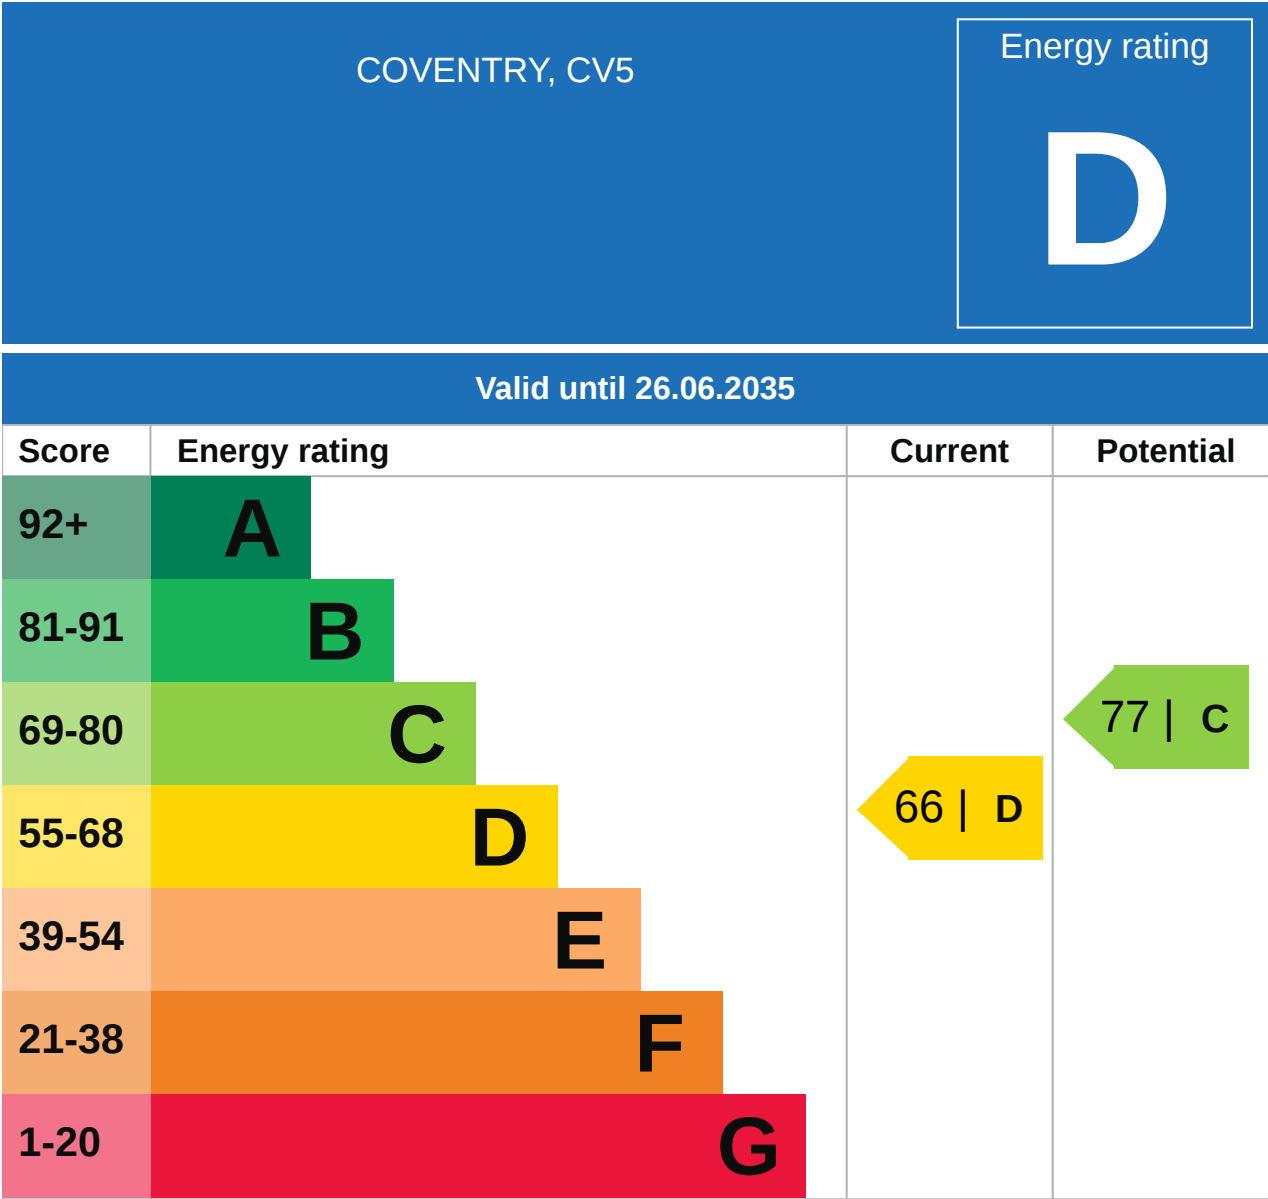 COVENTRY, CV5
Energy rating
D
Valid until 26.06.2035
Score Energy rating Current Potential
92+ A
81-91 B
69-80 C
77 | C
55-68 D
66 | D
39-54 E
21-38 F
1-20 G